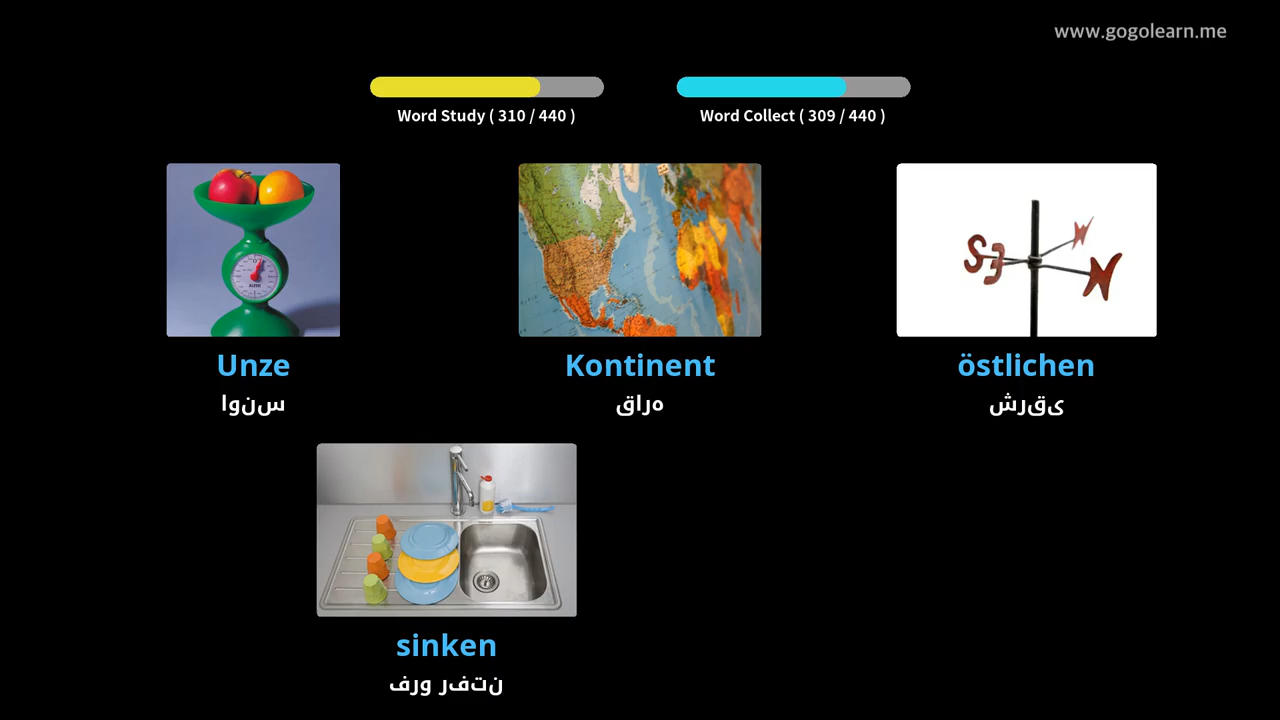 www.gogolearn.me
Word Study ( 310 / 440 )
Word Collect ( 309 / 440 )
Unze
سنوا
Kontinent
هراق
östlichen
یقرش
sinken
نتفر ورف